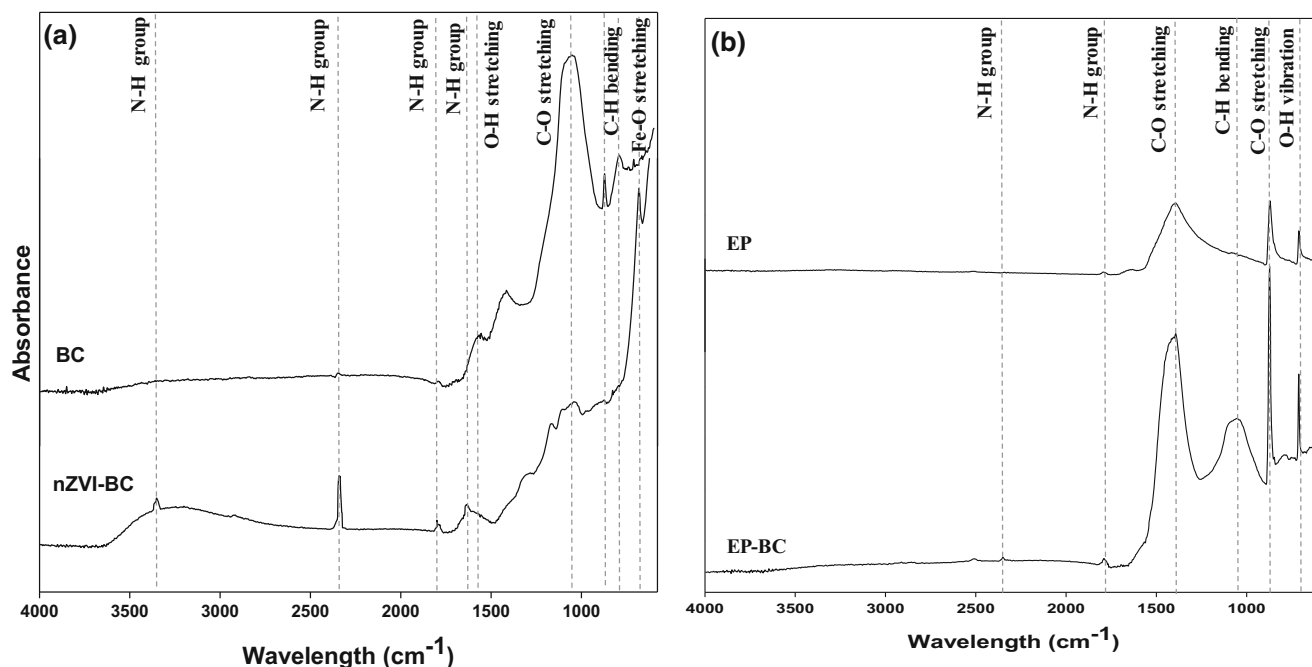 (a)
N-H group
N-H group
N-H group
N-H group
O-H stretching
C-O stretching
C-H bending
Fe-O stretching
Absorbance
BC
nZVI-BC
4000 3500 3000 2500 2000 1500 1000
Wavelength (cm-1)
(b)
N-H group
N-H group
C-O stretching
C-H bending
C-O stretching
O-H vibration
EP
EP-BC
4000 3500 3000 2500 2000 1500 1000
Wavelength (cm-1)